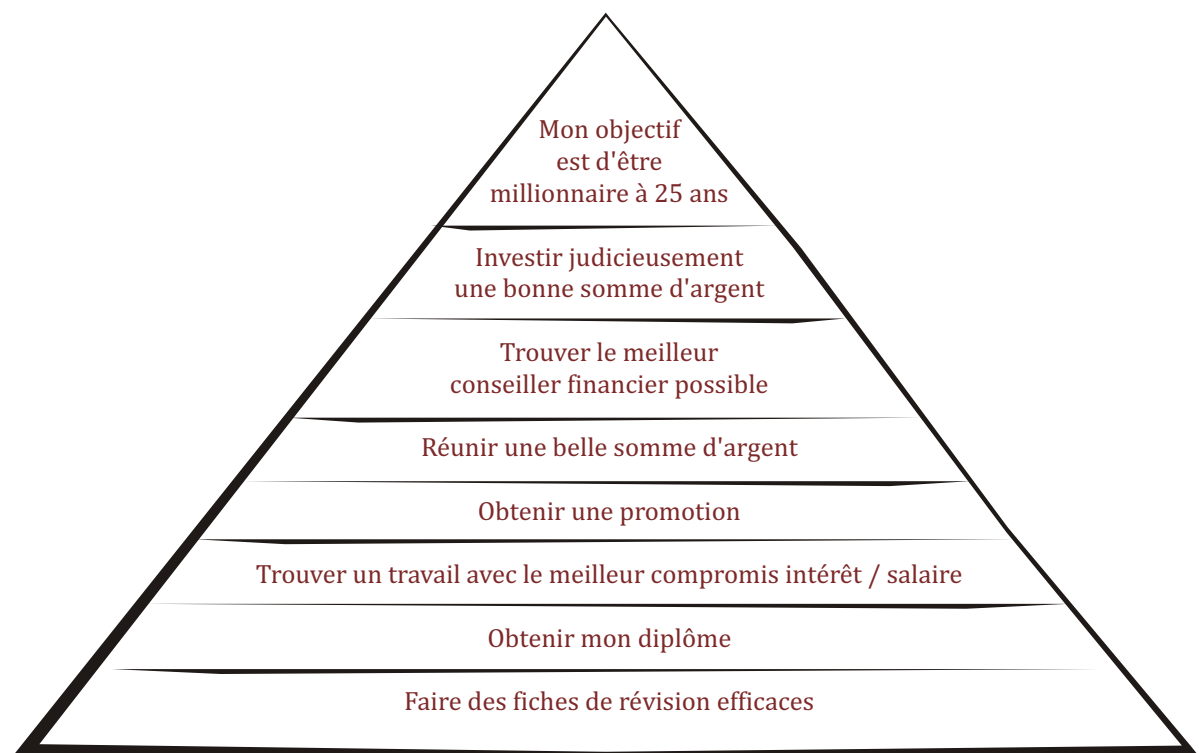 Mon objectif
est d'être
millionnaire à 25 ans
Investir judicieusement
une bonne somme d'argent
Trouver le meilleur
conseiller financier possible
Réunir une belle somme d'argent
Obtenir une promotion
Trouver un travail avec le meilleur compromis intérêt / salaire
Obtenir mon diplôme
Faire des fiches de révision efficaces